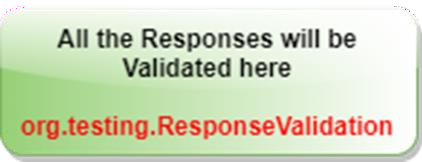 All the Responses will be
Validated here
org.testing.ResponseValidation